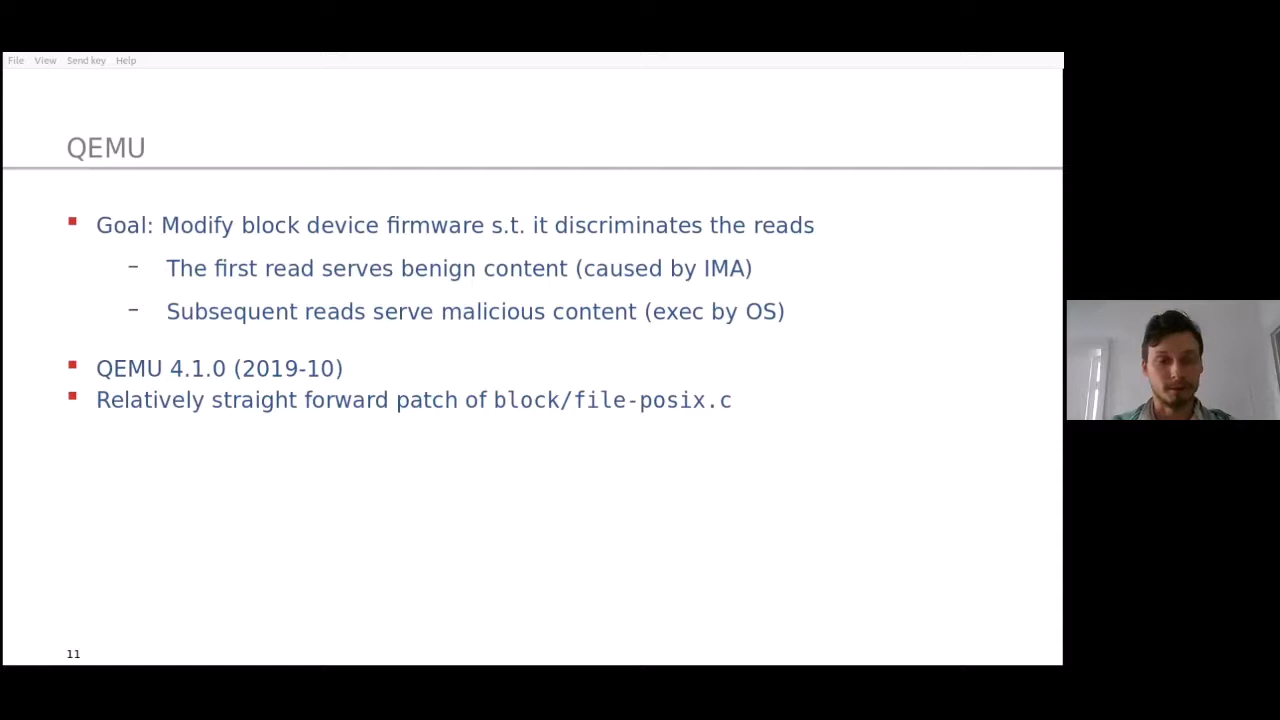 File View Send key Help
QEMU
Goal: Modify block device firmware s.t. it discriminates the reads
– The first read serves benign content (caused by IMA)
– Subsequent reads serve malicious content (exec by OS)
QEMU 4.1.0 (2019-10)
Relatively straight forward patch of block/file-posix.c
11